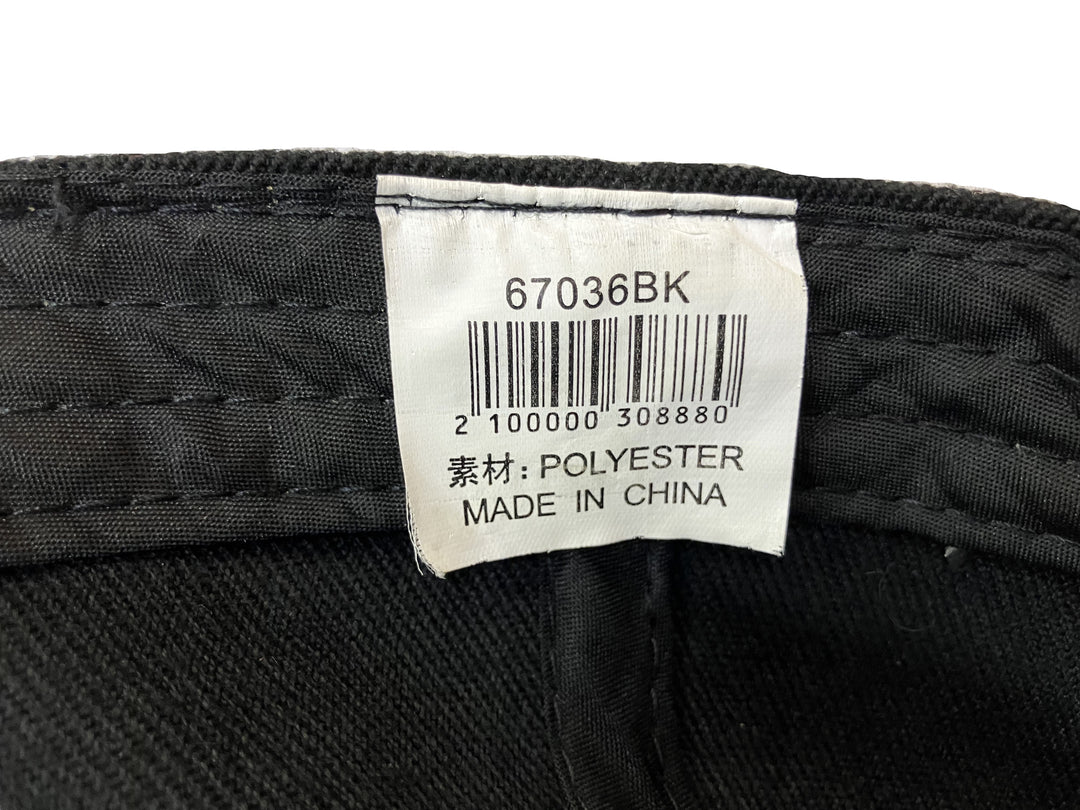 67036BK
2 100000 308880
素材: POLYESTER
MADE IN CHINA